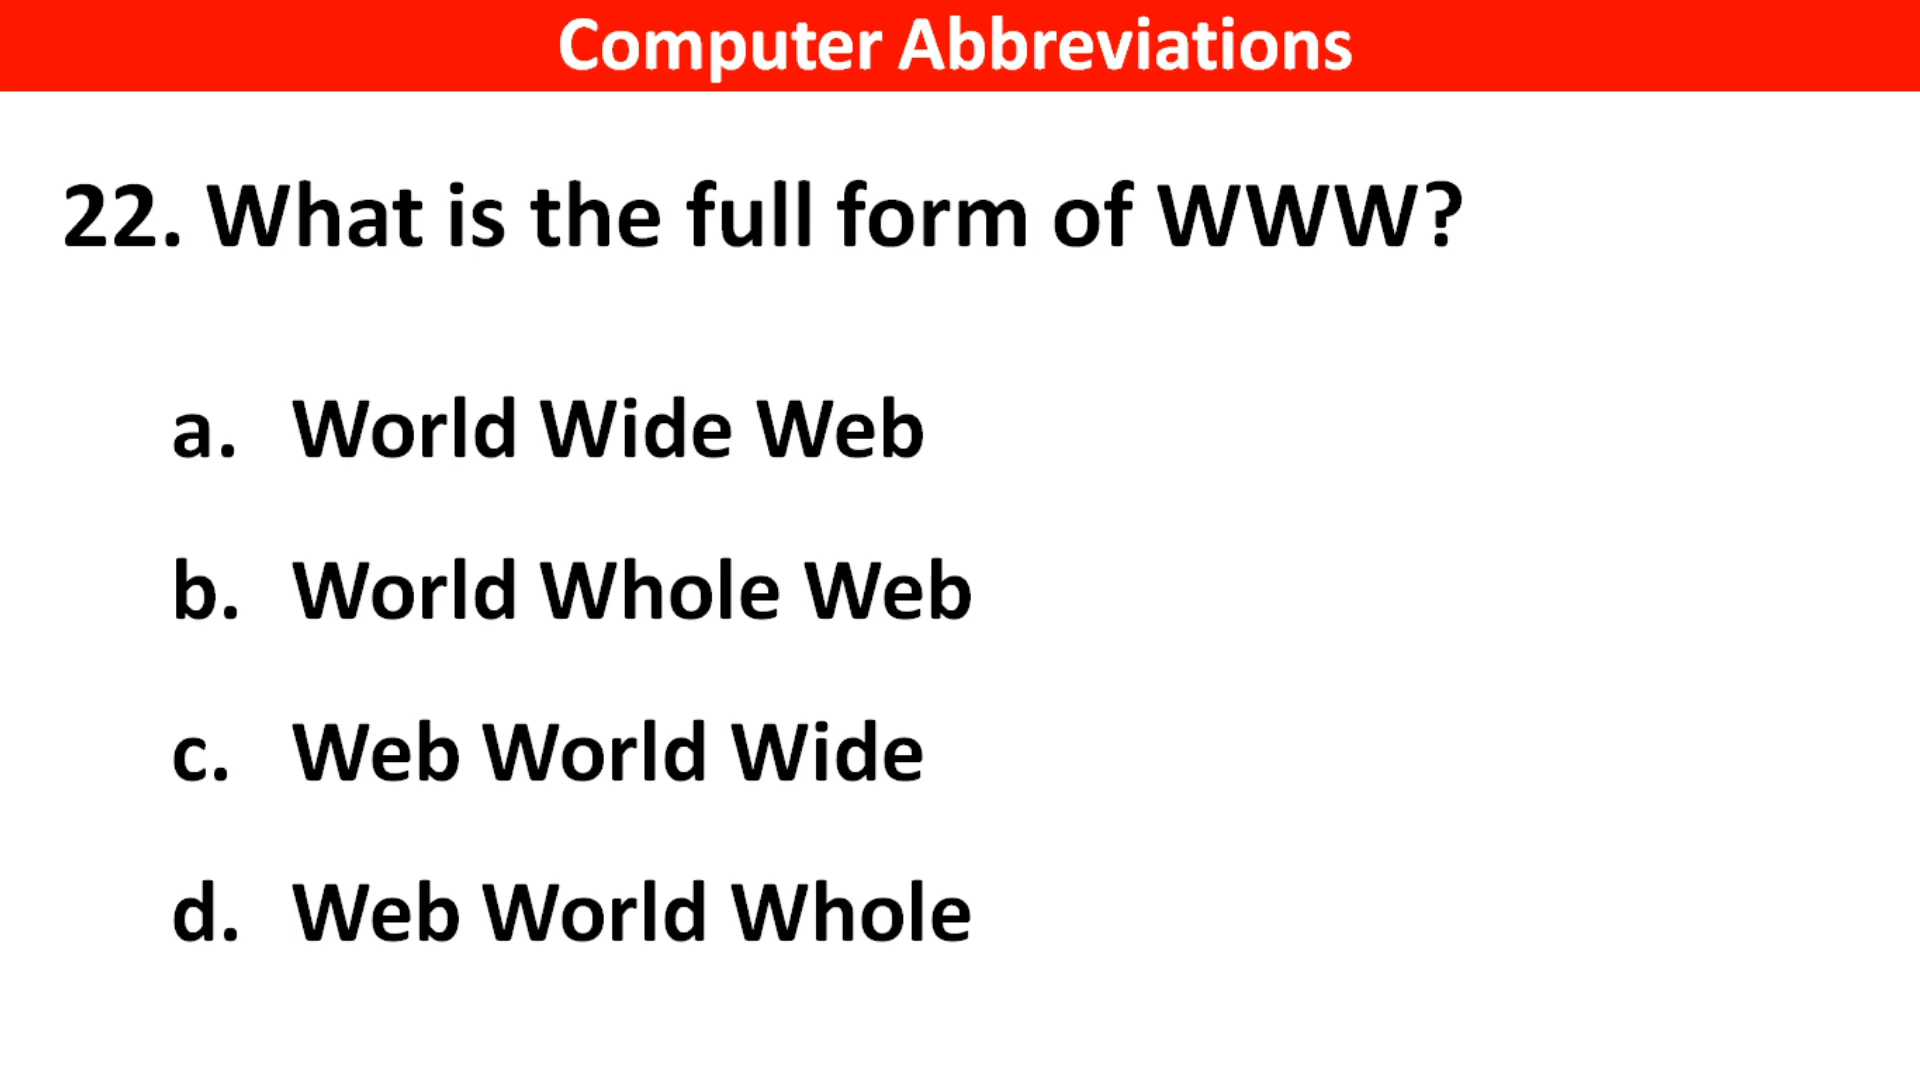 Computer Abbreviations
22. What is the full form of WWW?
a. World Wide Web
b. World Whole Web
c. Web World Wide
d. Web World Whole